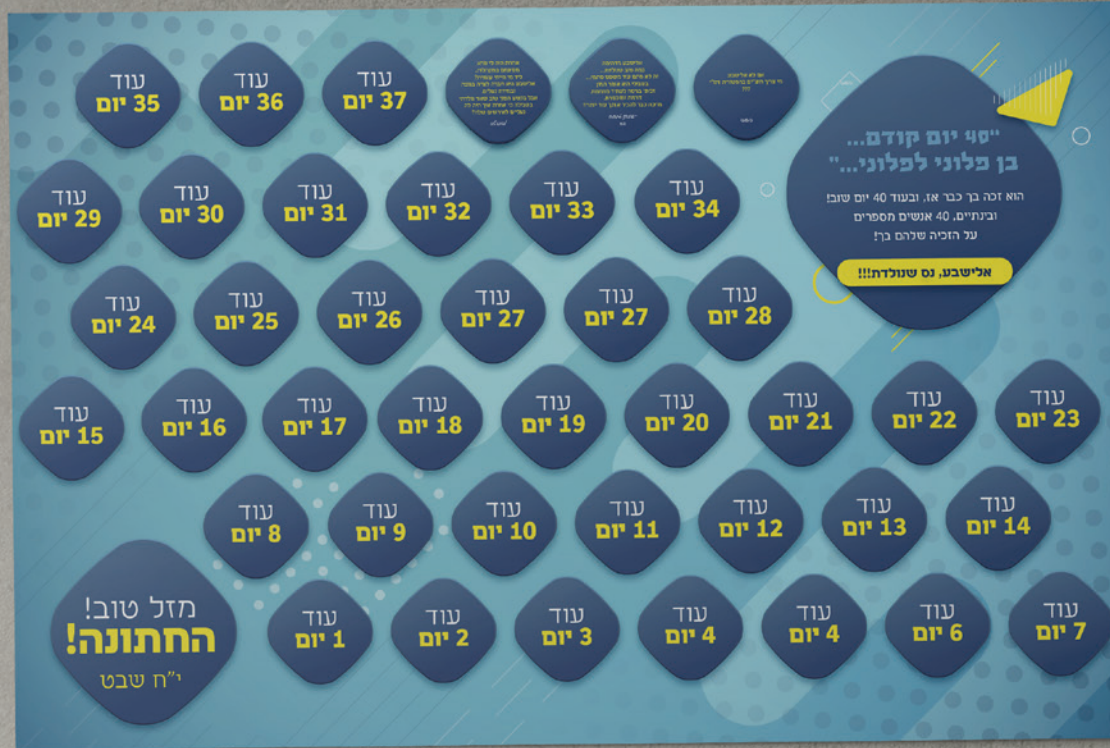 "40 יום קודם...
בן פלוני לפלוני..."
הוא זכה בך כבר אז, ובעוד 40 יום שוב!
ובינתיים, 40 אנשים מספרים
על הזכיה שלהם בך!
אלישבע, נס שנולדת!!!
עוד
37 יום
עוד
36 יום
עוד
35 יום
עוד
34 יום
עוד
33 יום
עוד
32 יום
עוד
31 יום
עוד
30 יום
עוד
29 יום
עוד
28 יום
עוד
27 יום
עוד
27 יום
עוד
26 יום
עוד
25 יום
עוד
24 יום
עוד
23 יום
עוד
22 יום
עוד
21 יום
עוד
20 יום
עוד
19 יום
עוד
18 יום
עוד
17 יום
עוד
16 יום
עוד
15 יום
עוד
14 יום
עוד
13 יום
עוד
12 יום
עוד
11 יום
עוד
10 יום
עוד
9 יום
עוד
8 יום
עוד
7 יום
עוד
6 יום
עוד
4 יום
עוד
4 יום
עוד
3 יום
עוד
2 יום
עוד
1 יום
מזל טוב!
החתונה!
י"ח שבט